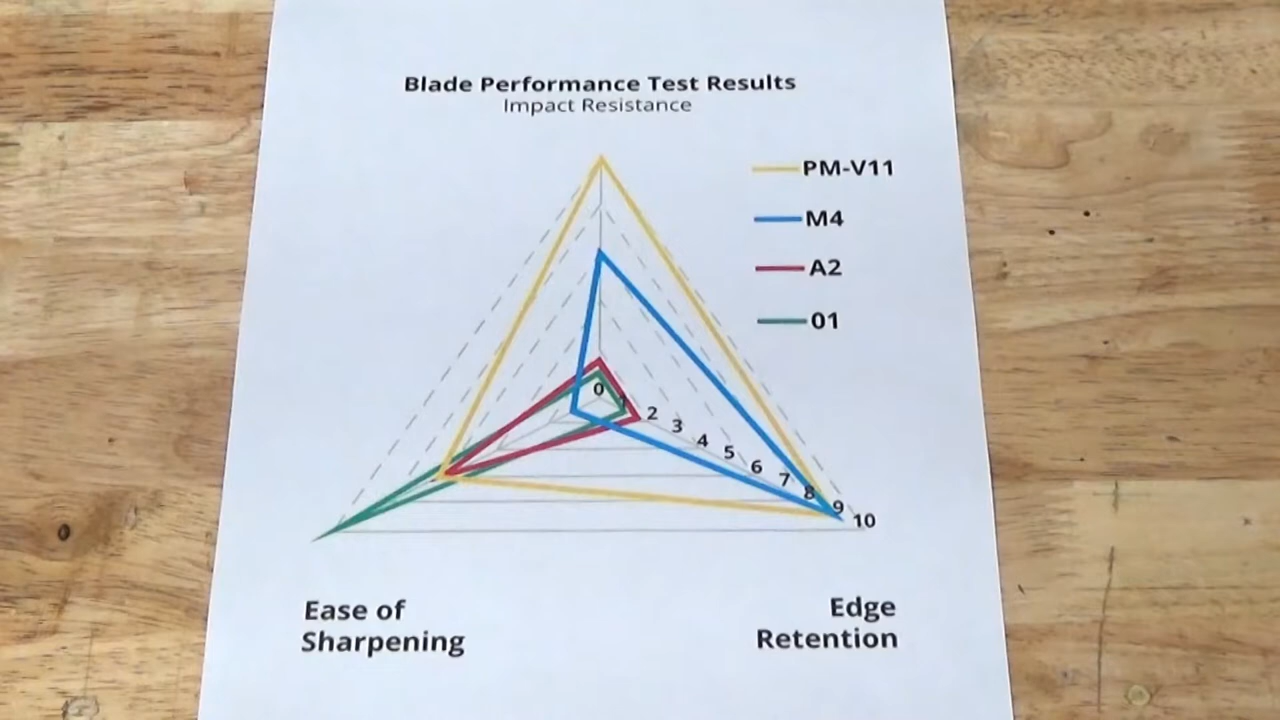 Blade Performance Test Results
Impact Resistance
PM-V11
M4
A2
01
0
1
2
3
4
5
6
7
8
9
10
Ease of
Sharpening
Edge
Retention